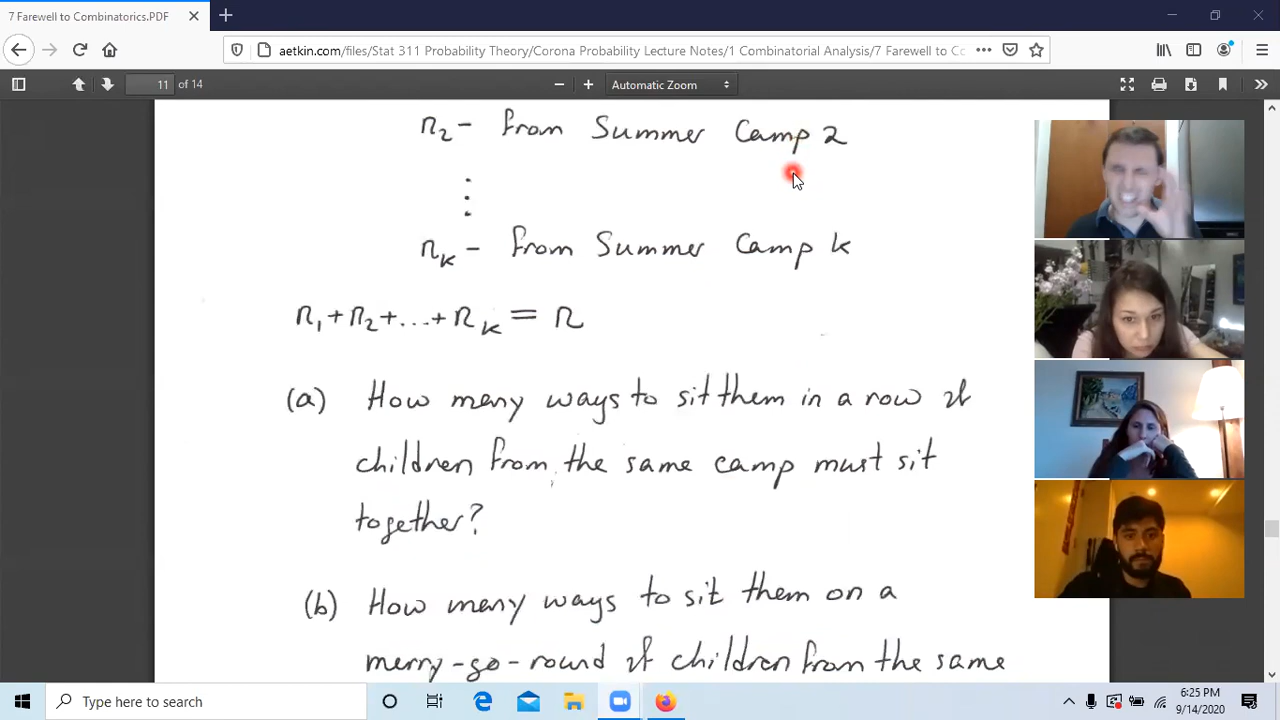 7 Farewell to Combinatorics.PDF
aetkin.com/files/Stat 311 Probability Theory/Corona Probability Lecture Notes/1 Combinatorial Analysis/7 Farewell to Co
11 of 14
Automatic Zoom
n2 - from Summer Camp 2
nk - from Summer Camp k
n1+n2+...+nk = n
(a) How many ways to sit them in a row if
children from the same camp must sit
together?
(b) How many ways to sit them on a
merry-go-round if children from the same
Type here to search
6:25 PM
9/14/2020